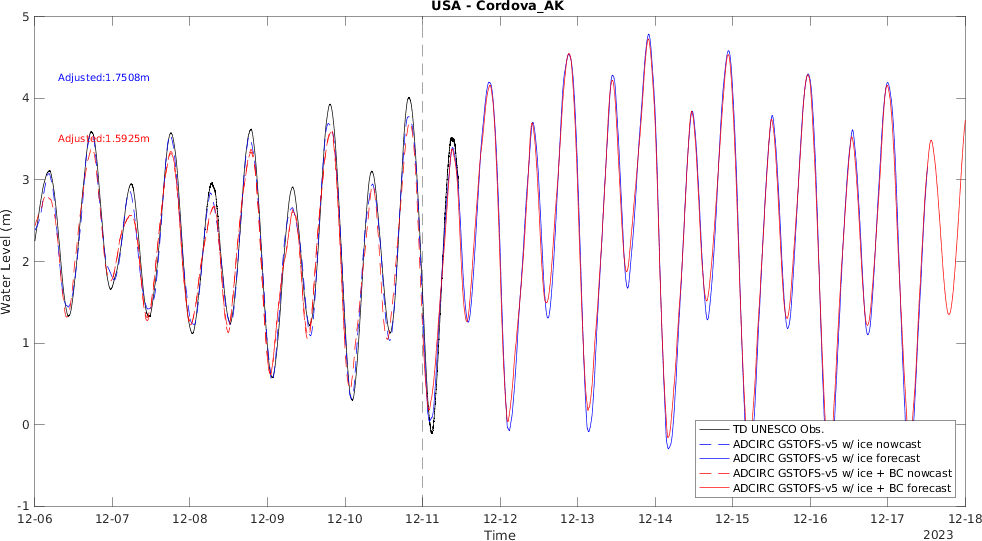 USA - Cordova_AK
5
4
3
2
1
0
-1
Water Level (m)
Adjusted:1.7508m
Adjusted:1.5925m
TD UNESCO Obs.
ADCIRC GSTOFS-v5 w/ ice nowcast
ADCIRC GSTOFS-v5 w/ ice forecast
ADCIRC GSTOFS-v5 w/ ice + BC nowcast
ADCIRC GSTOFS-v5 w/ ice + BC forecast
12-06 12-07 12-08 12-09 12-10 12-11 12-12 12-13 12-14 12-15 12-16 12-17 12-18
Time
2023